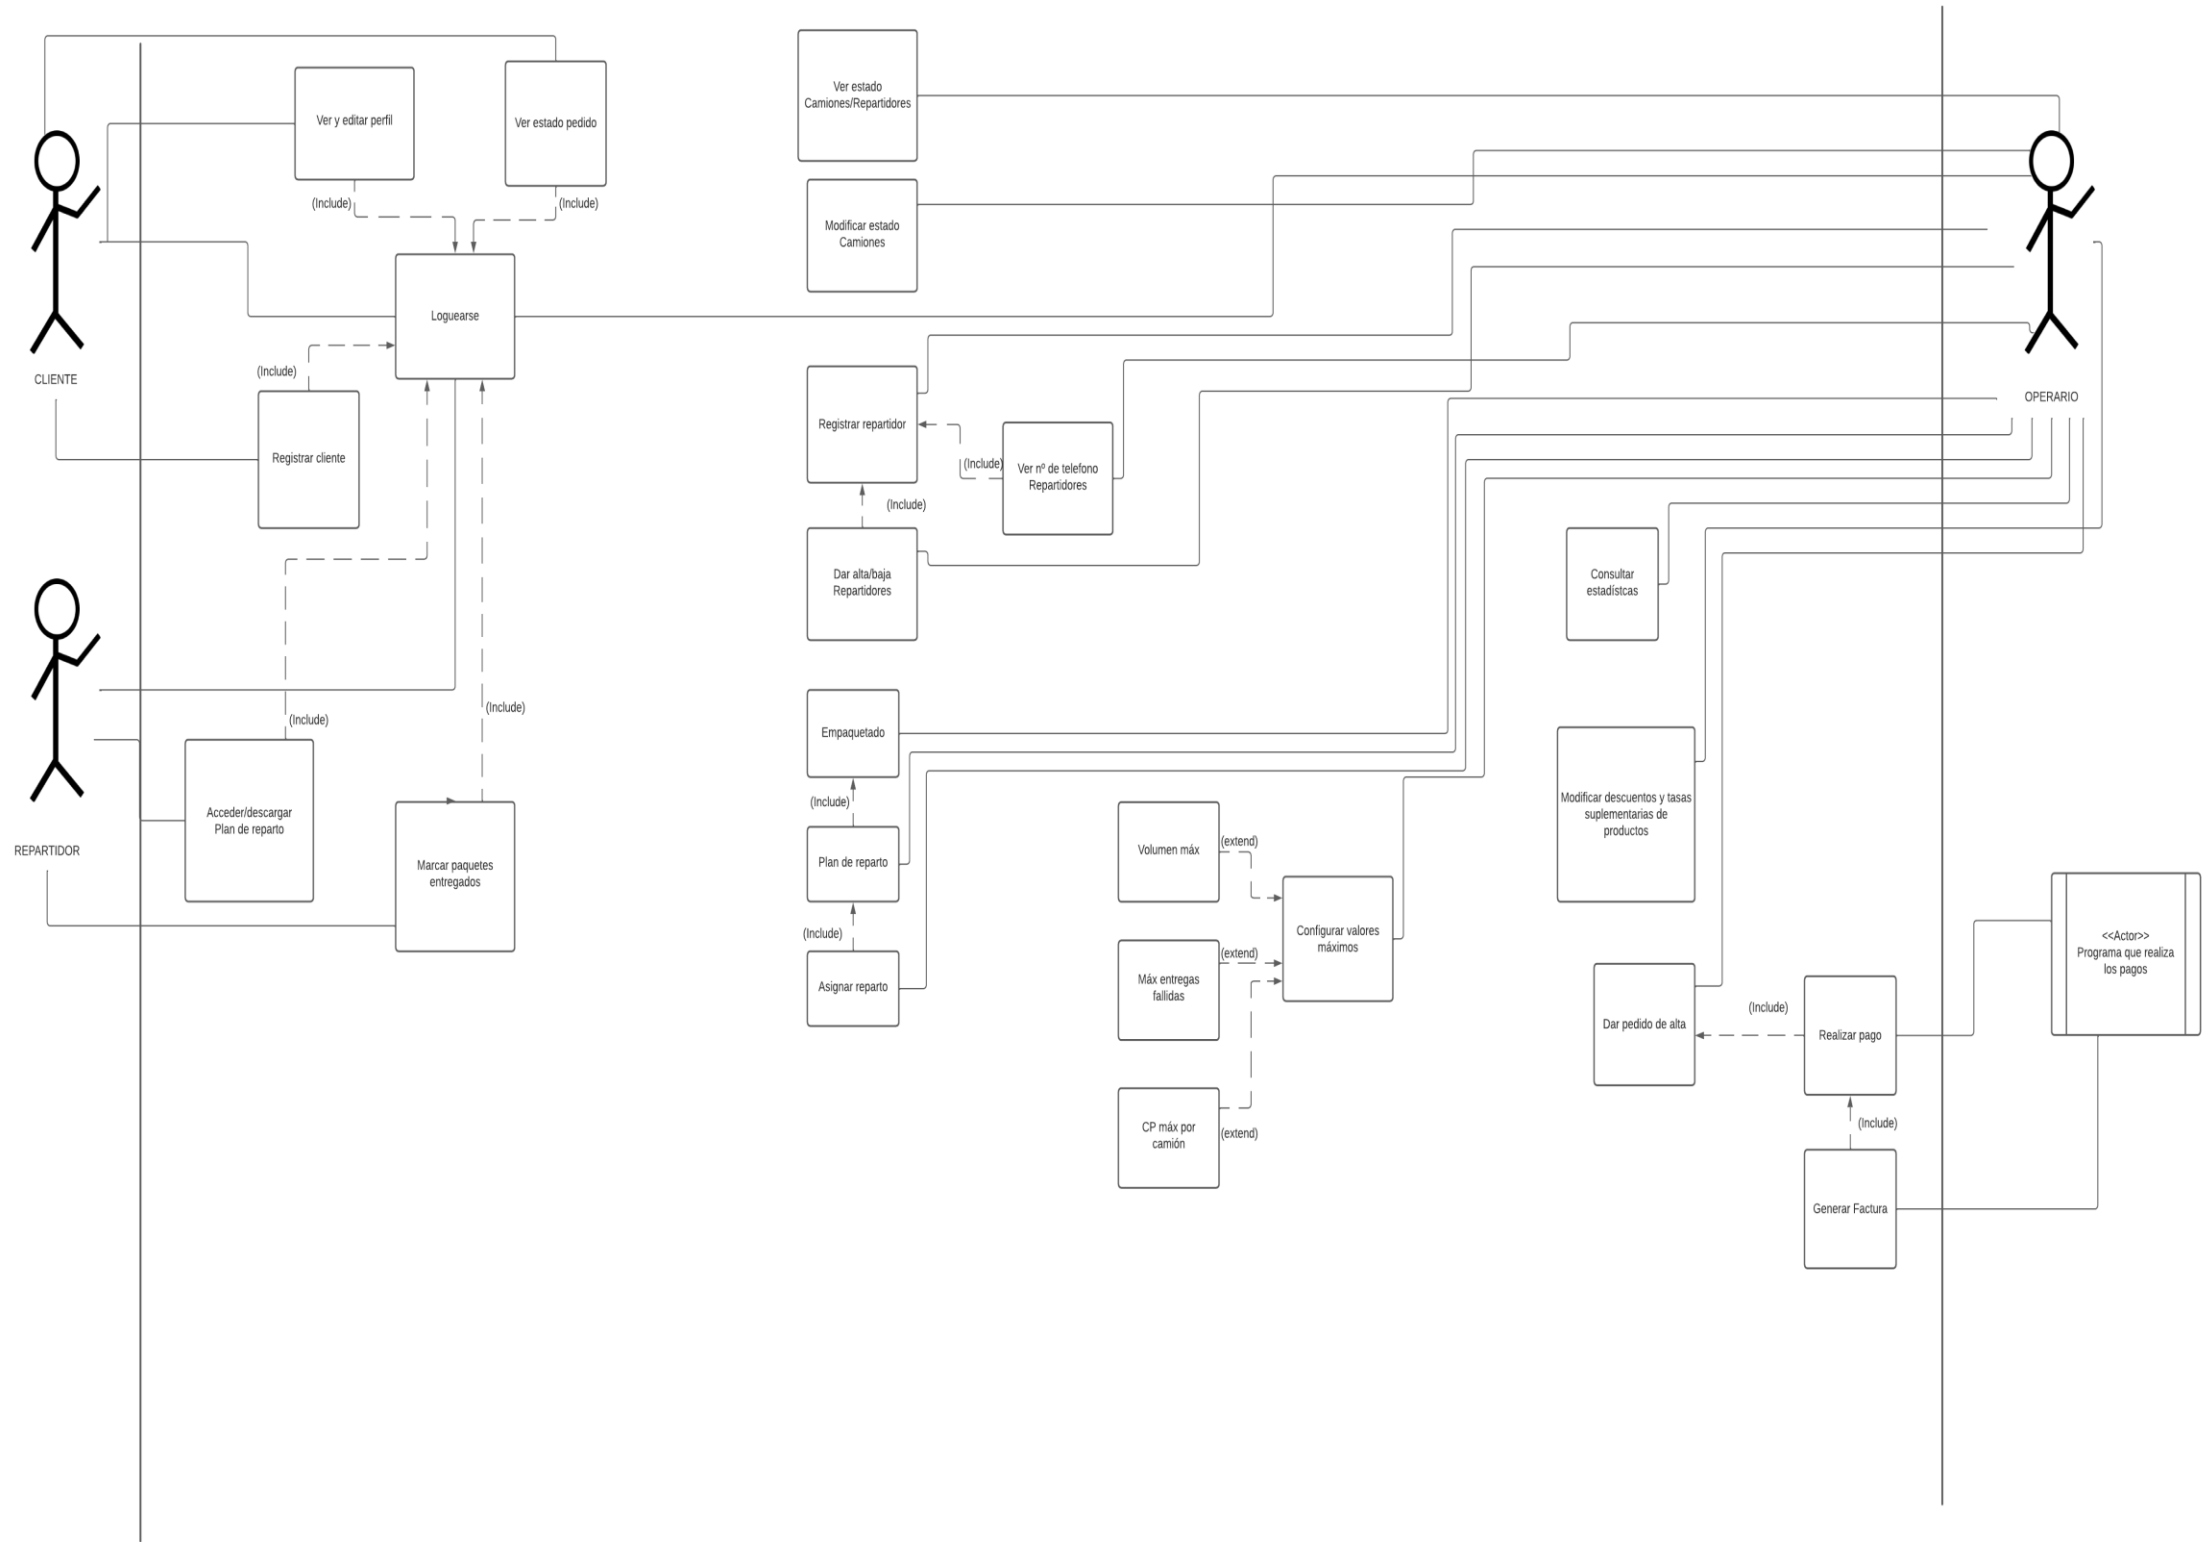 Ver y editar perfil
Ver estado pedido
Ver estado
Camiones/Repartidores
(Include)
(Include)
Modificar estado
Camiones
Loguearse
CLIENTE
(Include)
Registrar cliente
OPERARIO
Registrar repartidor
(Include)
Ver nº de telefono
Repartidores
(Include)
Dar alta/baja
Repartidores
Consultar
estadístcas
(Include)
(Include)
Empaquetado
REPARTIDOR
Acceder/descargar
Plan de reparto
Marcar paquetes
entregados
(Include)
Plan de reparto
(Include)
Asignar reparto
Volumen máx
(extend)
Máx entregas
fallidas
(extend)
Configurar valores
máximos
CP máx por
camión
(extend)
Modificar descuentos y tasas
suplementarias de
productos
<<Actor>>
Programa que realiza
los pagos
Dar pedido de alta
(Include)
Realizar pago
(Include)
Generar Factura